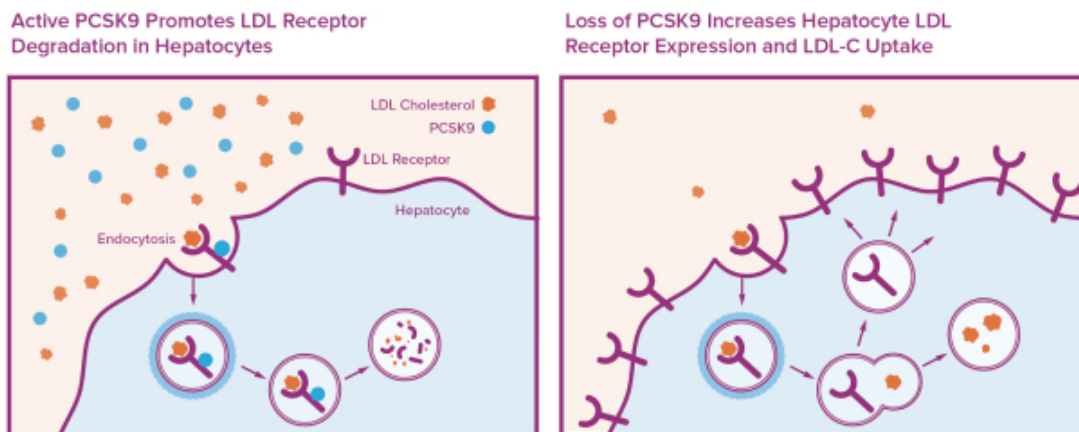 Active PCSK9 Promotes LDL Receptor
Degradation in Hepatocytes
LDL Cholesterol
PCSK9
LDL Receptor
Hepatocyte
Endocytosis
Loss of PCSK9 Increases Hepatocyte LDL
Receptor Expression and LDL-C Uptake